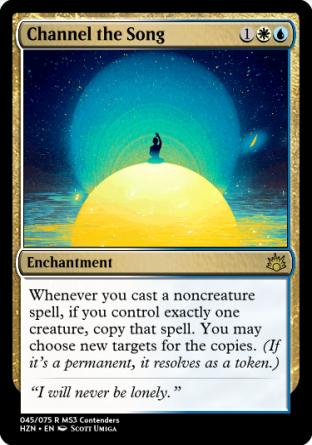 Channel the Song 1
Enchantment
Whenever you cast a noncreature
spell, if you control exactly one
creature, copy that spell. You may
choose new targets for the copies. (If
it's a permanent, it resolves as a token.)
“I will never be lonely.”
045/075 R MS3 Contenders
HZN • EN Scott Umiga